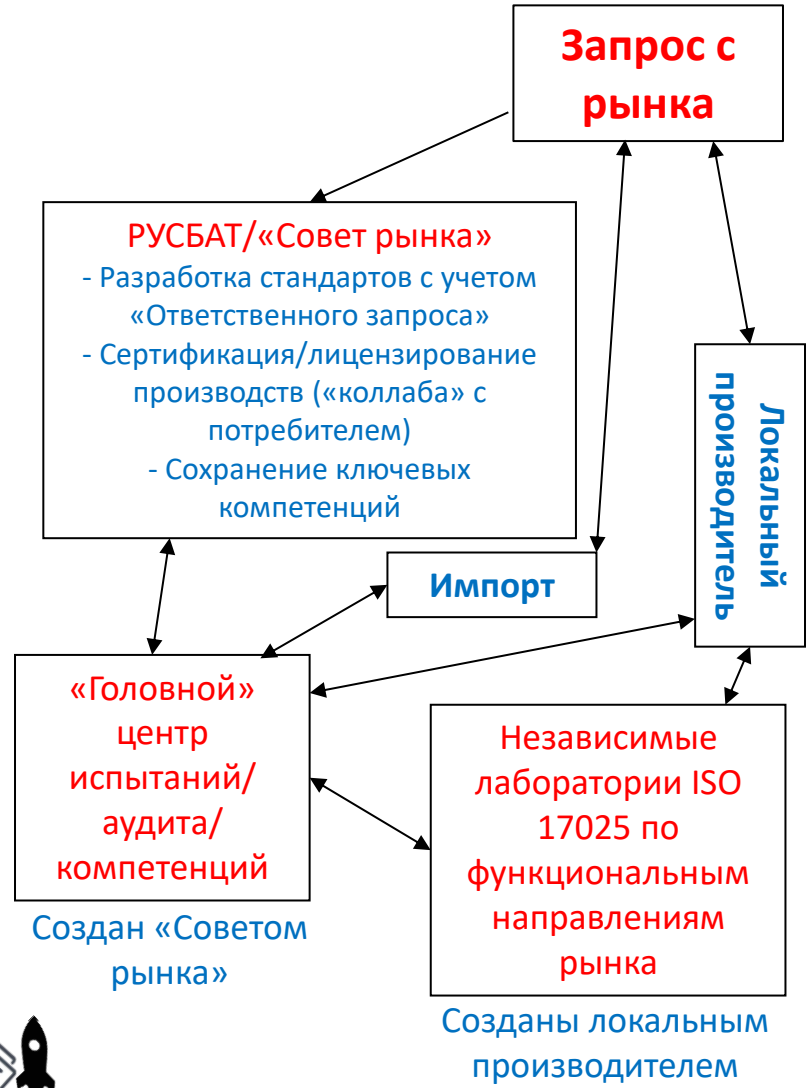 Запрос с
рынка
РУСБАТ/«Совет рынка»
- Разработка стандартов с учетом
«Ответственного запроса»
- Сертификация/лицензирование
производств («коллаба» с
потребителем)
- Сохранение ключевых
компетенций
Локальный
производитель
Импорт
«Головной»
центр
испытаний/
аудита/
компетенций
Создан «Советом
рынка»
Независимые
лаборатории ISO
17025 по
функциональным
направлениям
рынка
Созданы локальным
производителем